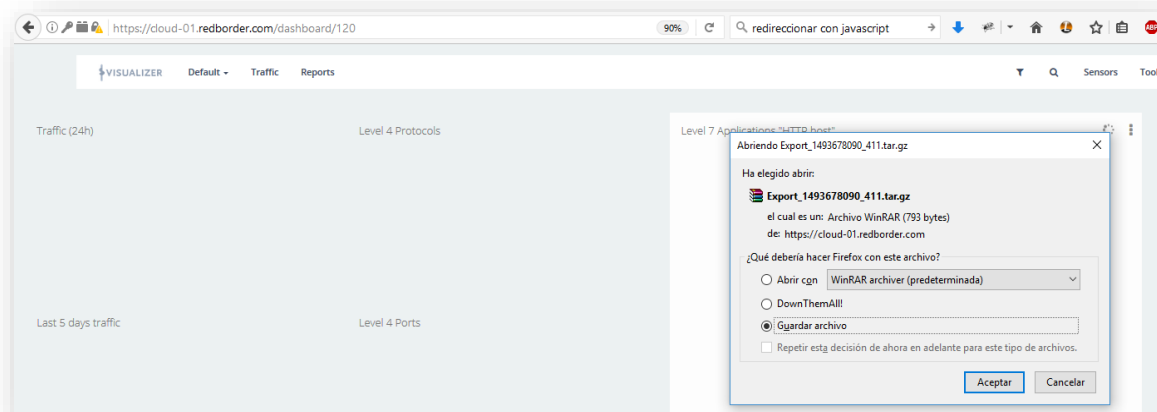 https://cloud-01.redborder.com/dashboard/120 90% redireccionar con javascript ABP
VISUALIZER Default Traffic Reports Sensors Tool
Traffic (24h) Level 4 Protocols Level 7 Applications "HTTP host"
Abriendo Export_1493678090_411.tar.gz
Ha elegido abrir:
Export_1493678090_411.tar.gz
el cual es un: Archivo WinRAR (793 bytes)
de: https://cloud-01.redborder.com
¿Qué debería hacer Firefox con este archivo?
Abrir con WinRAR archiver (predeterminada)
DownThemAll!
Guardar archivo
Repetir esta decisión de ahora en adelante para este tipo de archivos.
Aceptar Cancelar
Last 5 days traffic Level 4 Ports